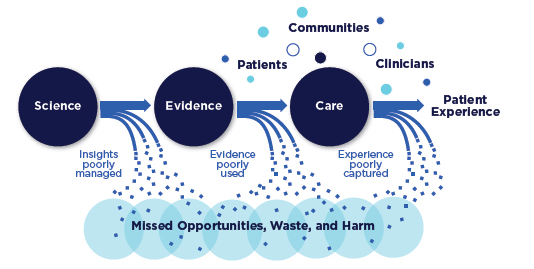 Communities
Patients
Clinicians
Science
Evidence
Care
Patient
Experience
Insights
poorly
managed
Evidence
poorly
used
Experience
poorly
captured
Missed Opportunities, Waste, and Harm